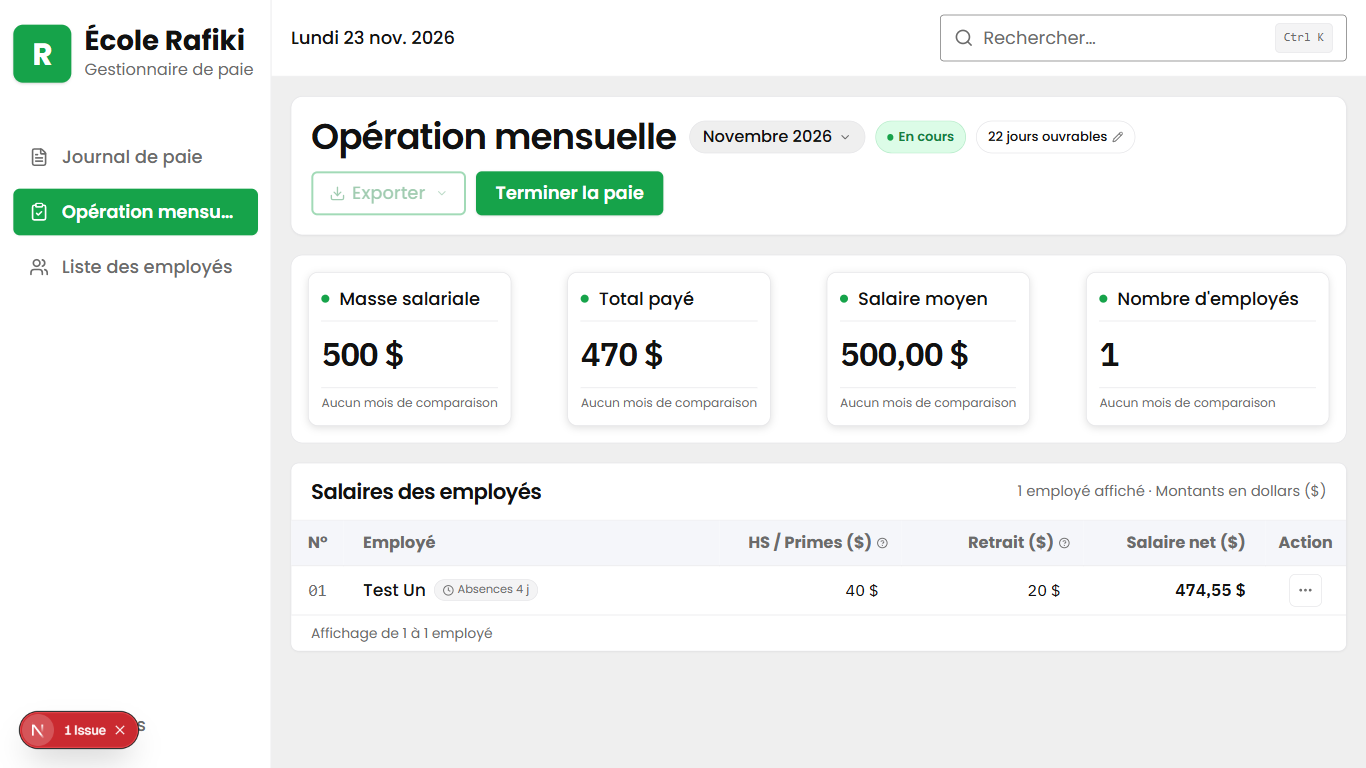 R
École Rafiki
Gestionnaire de paie
Journal de paie
Opération mensu...
Liste des employés
N 1 Issue
s
Lundi 23 nov. 2026
Rechercher...
Ctrl K
Opération mensuelle
Novembre 2026
En cours
22 jours ouvrables
Exporter
Terminer la paie
Masse salariale
500 $
Aucun mois de comparaison
Total payé
470 $
Aucun mois de comparaison
Salaire moyen
500,00 $
Aucun mois de comparaison
Nombre d'employés
1
Aucun mois de comparaison
Salaires des employés
1 employé affiché · Montants en dollars ($)
N° Employé HS / Primes ($) Retrait ($) Salaire net ($) Action
01 Test Un Absences 4 j 40 $ 20 $ 474,55 $
Affichage de 1 à 1 employé